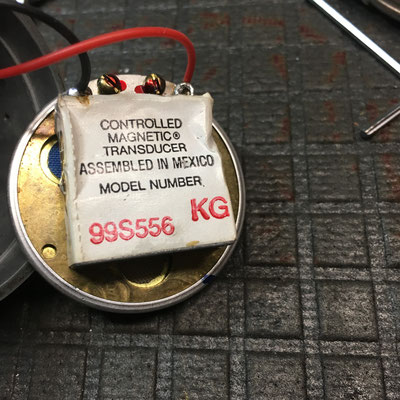 CONTROLLED
MAGNETIC®
TRANSDUCER
ASSEMBLED IN MEXICO
MODEL NUMBER
99S556 KG